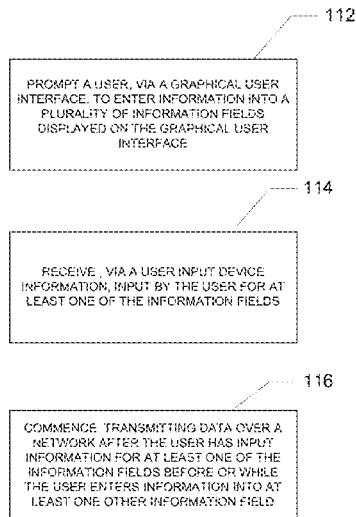 112
PROMPT A USER, VIA A GRAPHICAL USER
INTERFACE, TO ENTER INFORMATION INTO A
PLURALITY OF INFORMATION FIELDS
DISPLAYED ON THE GRAPHICAL USER
INTERFACE
114
RECEIVE , VIA A USER INPUT DEVICE
INFORMATION, INPUT BY THE USER FOR AT
LEAST ONE OF THE INFORMATION FIELDS
116
COMMENCE TRANSMITTING DATA OVER A
NETWORK AFTER THE USER HAS INPUT
INFORMATION FOR AT LEAST ONE OF THE
INFORMATION FIELDS BEFORE OR WHILE
THE USER ENTERS INFORMATION INTO AT
LEAST ONE OTHER INFORMATION FIELD